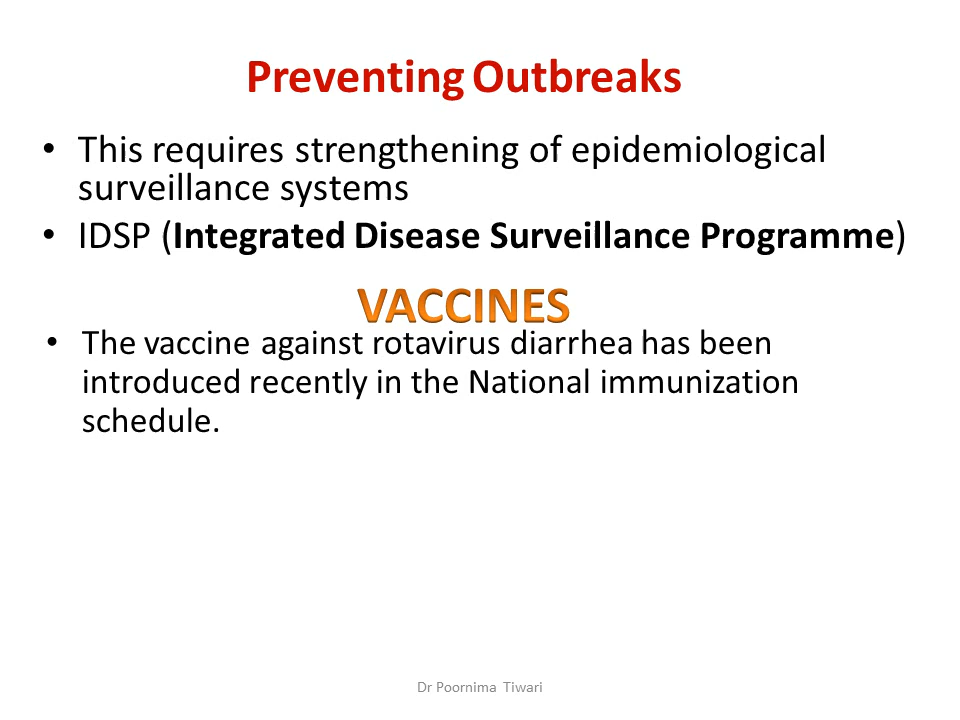 Preventing Outbreaks
• This requires strengthening of epidemiological
surveillance systems
• IDSP (Integrated Disease Surveillance Programme)
VACCINES
• The vaccine against rotavirus diarrhea has been
introduced recently in the National immunization
schedule.
Dr Poornima Tiwari